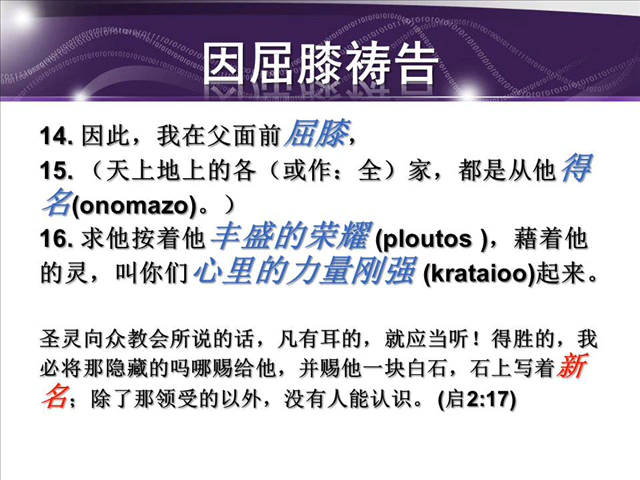 因屈膝祷告
14. 因此，我在父面前屈膝，
15. （天上地上的各（或作：全）家，都是从他得
名(onomazo)。）
16. 求他按着他丰盛的荣耀 (ploutos )，藉着他
的灵，叫你们心里的力量刚强 (krataioo)起来。
圣灵向众教会所说的话，凡有耳的，就应当听！得胜的，我
必将那隐藏的吗哪赐给他，并赐他一块白石，石上写着新
名；除了那领受的以外，没有人能认识。 (启2:17)